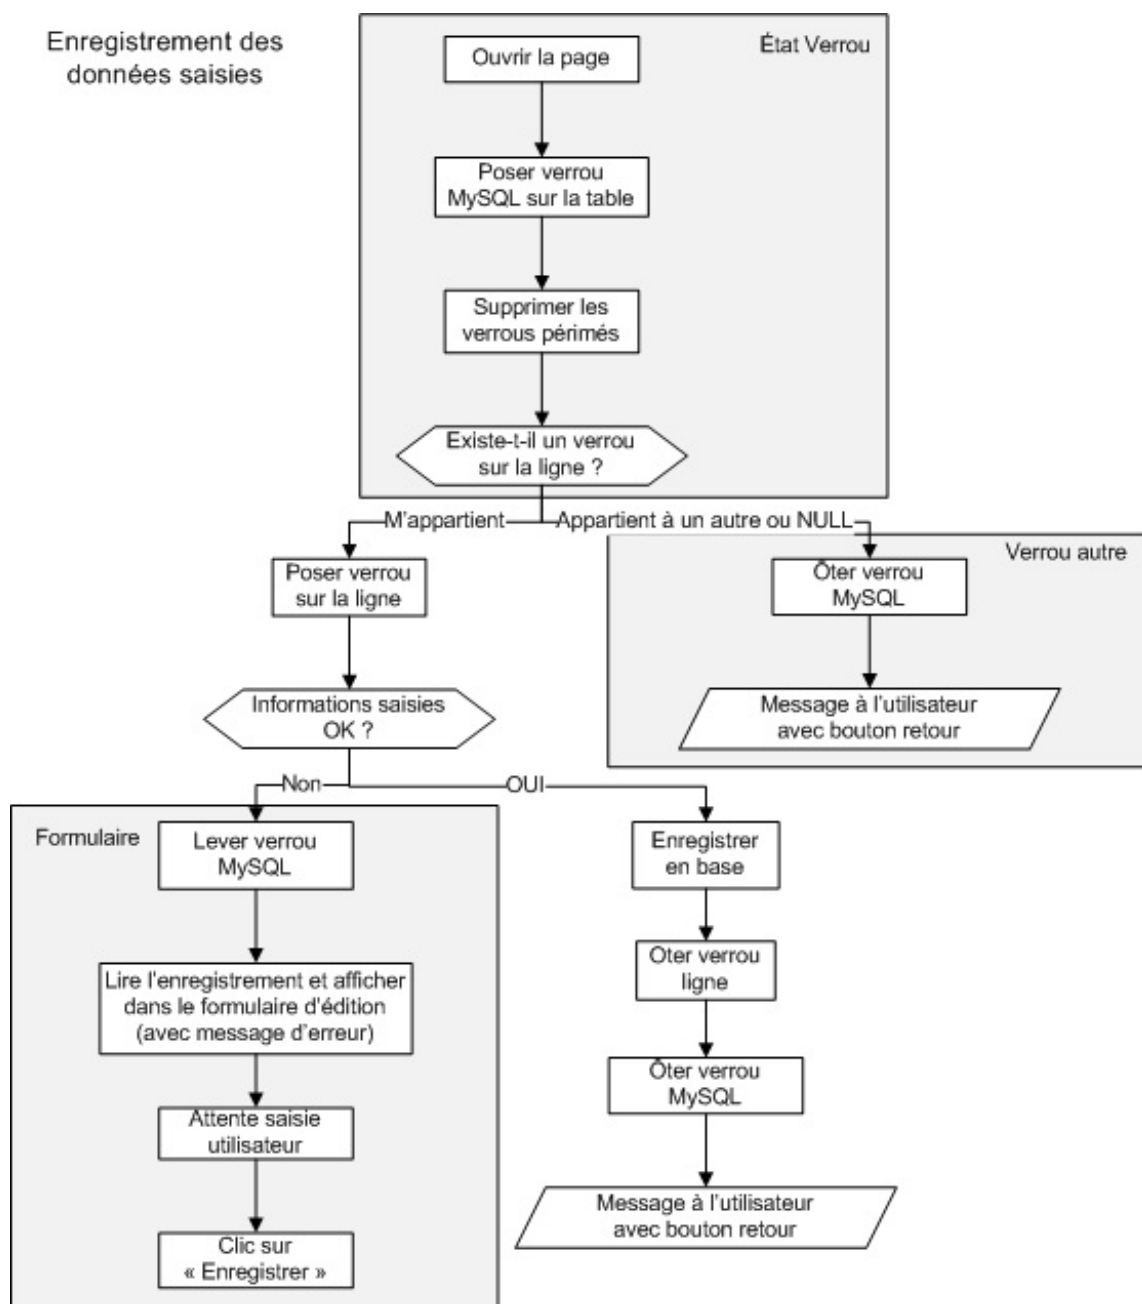 Enregistrement des
données saisies
État Verrou
Ouvrir la page
Poser verrou
MySQL sur la table
Supprimer les
verrous périmés
Existe-t-il un verrou
sur la ligne ?
M'appartient
Appartient à un autre ou NULL
Poser verrou
sur la ligne
Verrou autre
Ôter verrou
MySQL
Informations saisies
OK ?
Message à l'utilisateur
avec bouton retour
Non
OUI
Formulaire
Lever verrou
MySQL
Enregistrer
en base
Lire l'enregistrement et afficher
dans le formulaire d'édition
(avec message d'erreur)
Oter verrou
ligne
Ôter verrou
MySQL
Attente saisie
utilisateur
Message à l'utilisateur
avec bouton retour
Clic sur
« Enregistrer »